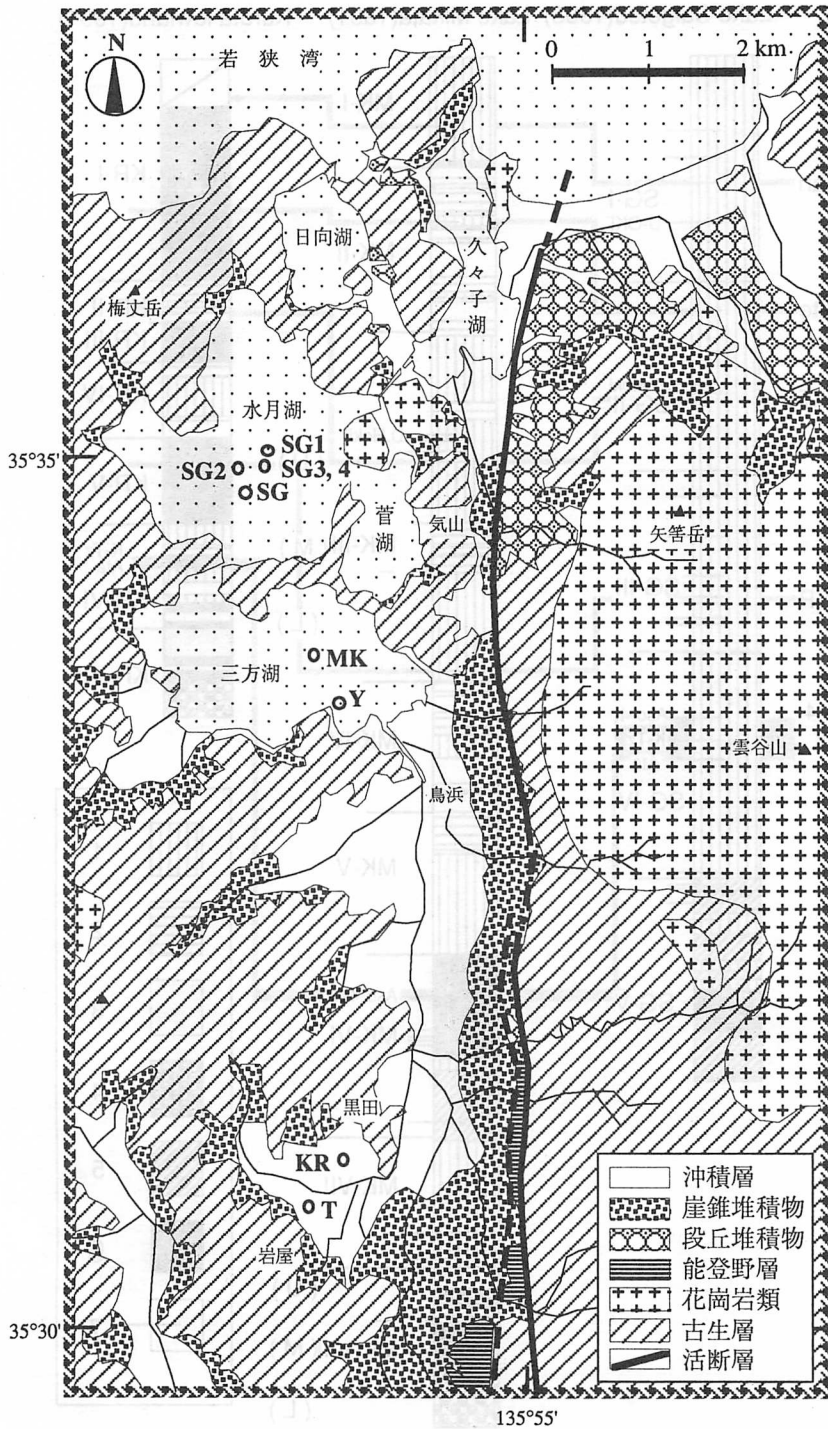 N
若狭湾
0 1 2 km
日向湖
久々子湖
梅丈岳
水月湖
SG1
35°35'
SG2
SG3, 4
SG
菅湖
気山
矢筈岳
三方湖
MK
Y
雲谷山
鳥浜
黒田
KR
T
岩屋
35°30'
135°55'
沖積層
崖錐堆積物
段丘堆積物
能登野層
花崗岩類
古生層
活断層